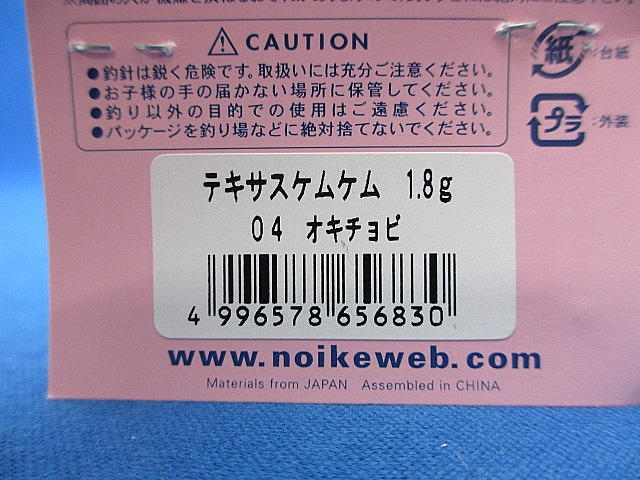 CAUTION
●釣針は鋭く危険です。取扱いには充分ご注意ください。
●お子様の手の届かない場所に保管してください。
●釣り以外の目的での使用はご遠慮ください。
●パッケージを釣り場などに絶対捨てないでください。
紙 :台紙
プラ :外装
テキサスケムケム 1.8g
04 オキチョビ
4 996578 656830
www.noikeweb.com
Materials from JAPAN Assembled in CHINA